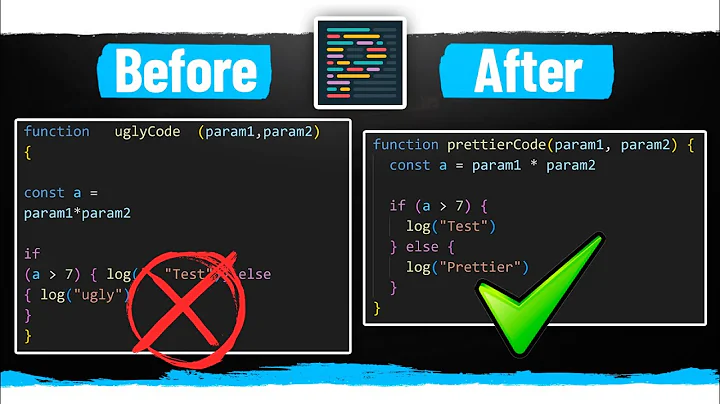 Before
After
function uglyCode (param1,param2)
{
const a =
param1*param2
if
(a > 7) { log( "Test" else
{ log("ugly")
}
}
function prettierCode(param1, param2) {
const a = param1 * param2
if (a > 7) {
log("Test")
} else {
log("Prettier")
}
}